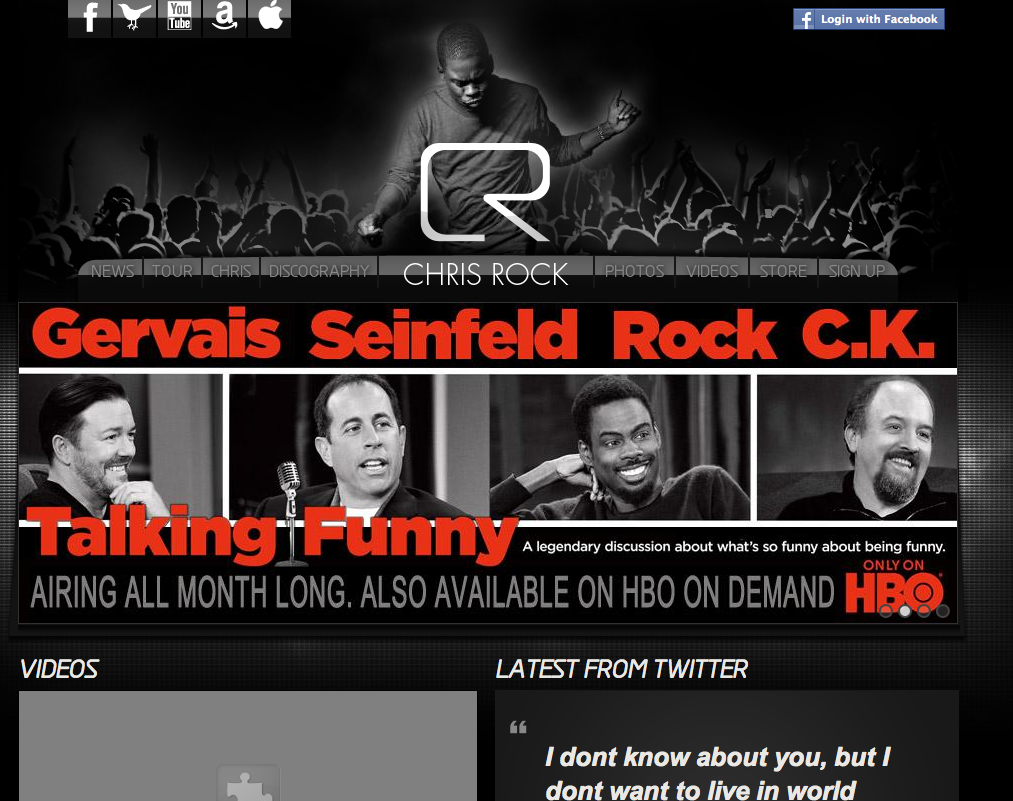 f You Tube a
f Login with Facebook
CR
NEWS TOUR CHRIS DISCOGRAPHY CHRIS ROCK PHOTOS VIDEOS STORE SIGN UP
Gervais Seinfeld Rock C.K.
Talking Funny
A legendary discussion about what's so funny about being funny.
ONLY ON
AIRING ALL MONTH LONG. ALSO AVAILABLE ON HBO ON DEMAND HBO
VIDEOS LATEST FROM TWITTER
“
I dont know about you, but I
dont want to live in world